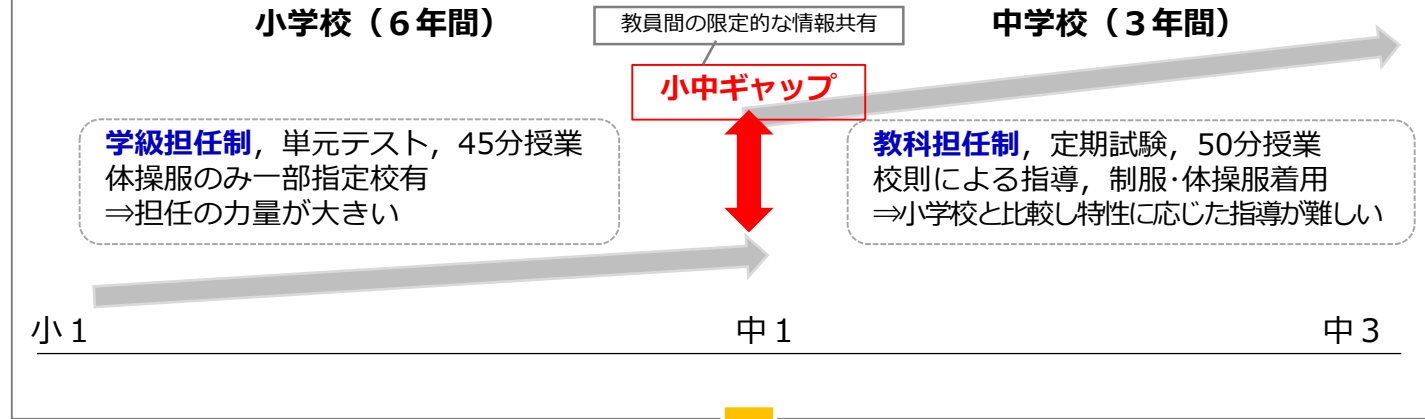 小学校（６年間）
教員間の限定的な情報共有
中学校（３年間）
小中ギャップ
学級担任制，単元テスト，45分授業
体操服のみ一部指定校有
⇒担任の力量が大きい
教科担任制，定期試験，50分授業
校則による指導，制服･体操服着用
⇒小学校と比較し特性に応じた指導が難しい
小１
中１
中３